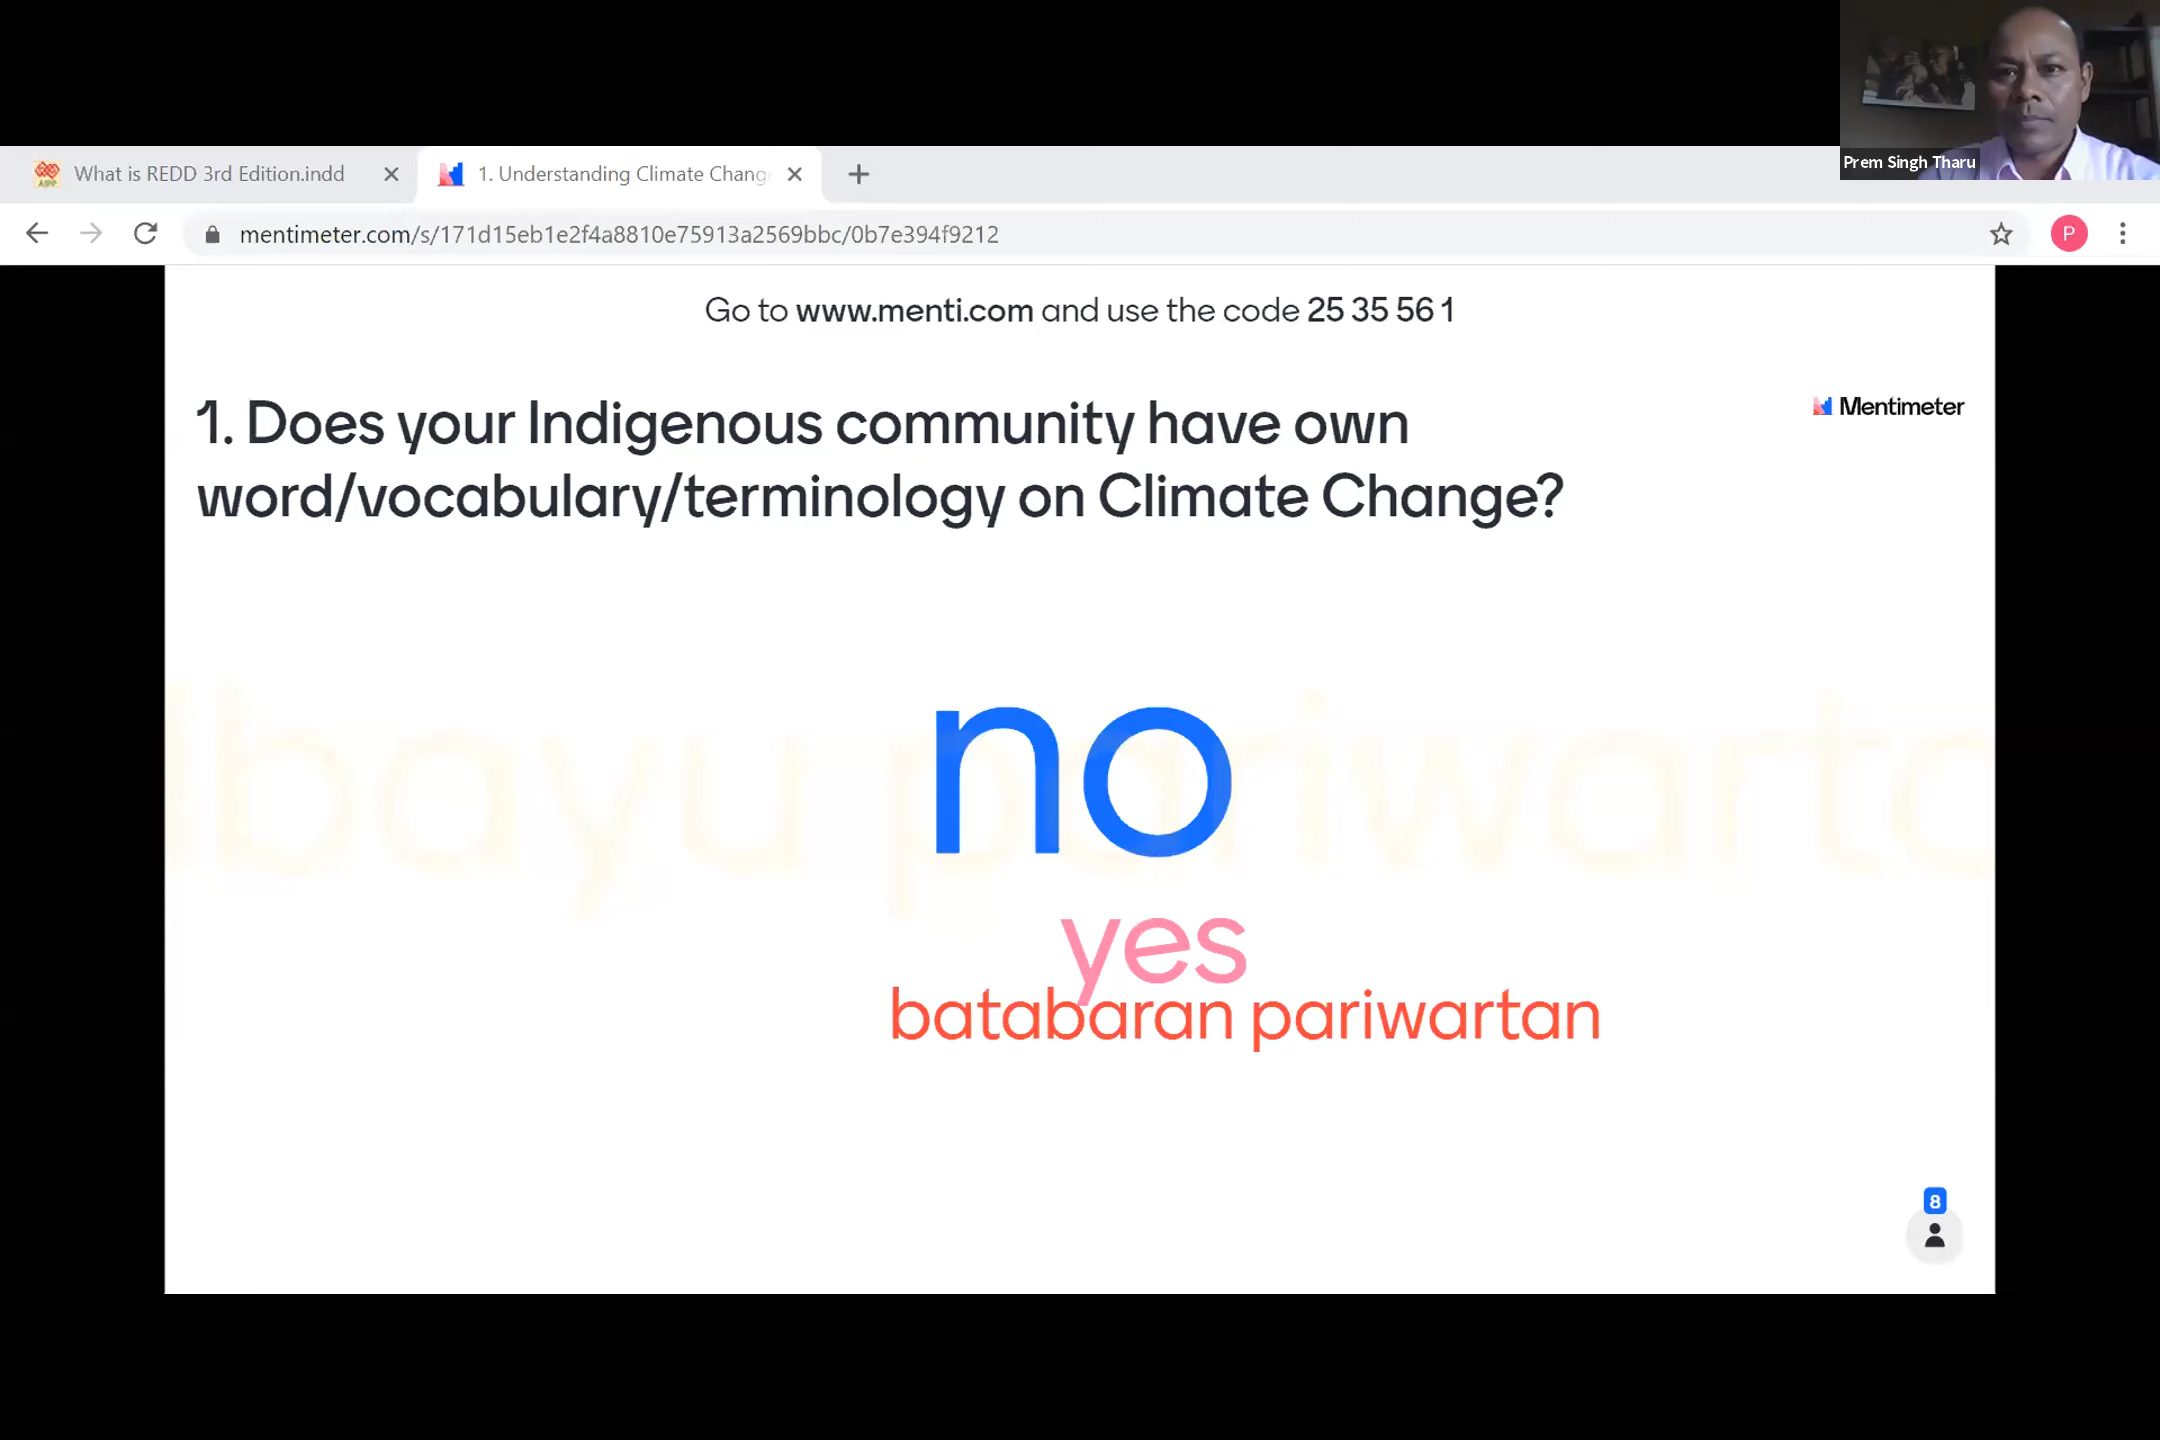 Prem Singh Tharu
What is REDD 3rd Edition.indd
1. Understanding Climate Chang
mentimeter.com/s/171d15eb1e2f4a8810e75913a2569bbc/0b7e394f9212
P
Go to www.menti.com and use the code 25 35 56 1
Mentimeter
1. Does your Indigenous community have own
word/vocabulary/terminology on Climate Change?
lbayu pariwarta
no
yes
batabaran pariwartan
8